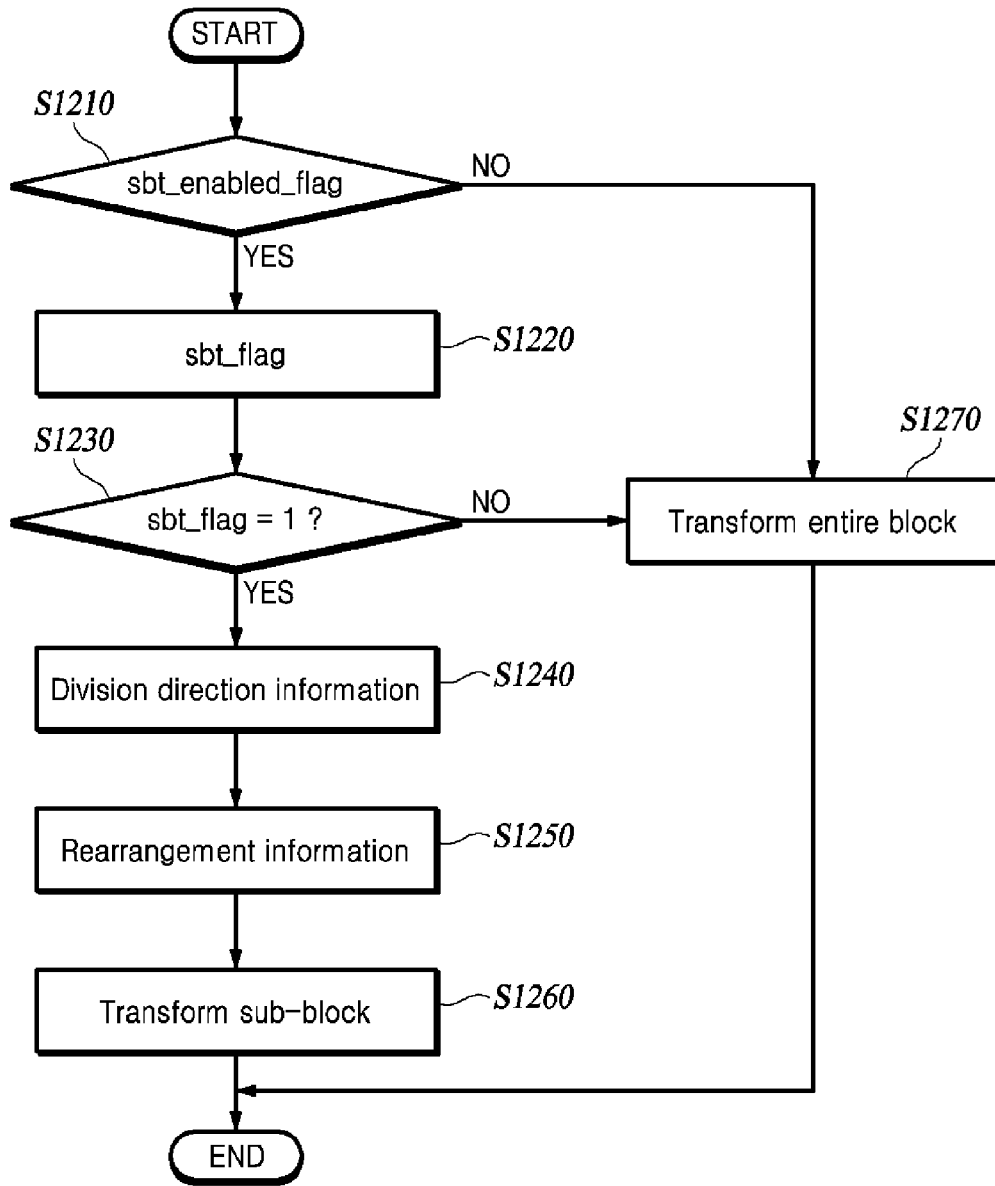 START
S1210
sbt_enabled_flag
NO
YES
sbt_flag
S1220
S1230
sbt_flag = 1 ?
NO
S1270
Transform entire block
YES
Division direction information
S1240
Rearrangement information
S1250
Transform sub-block
S1260
END